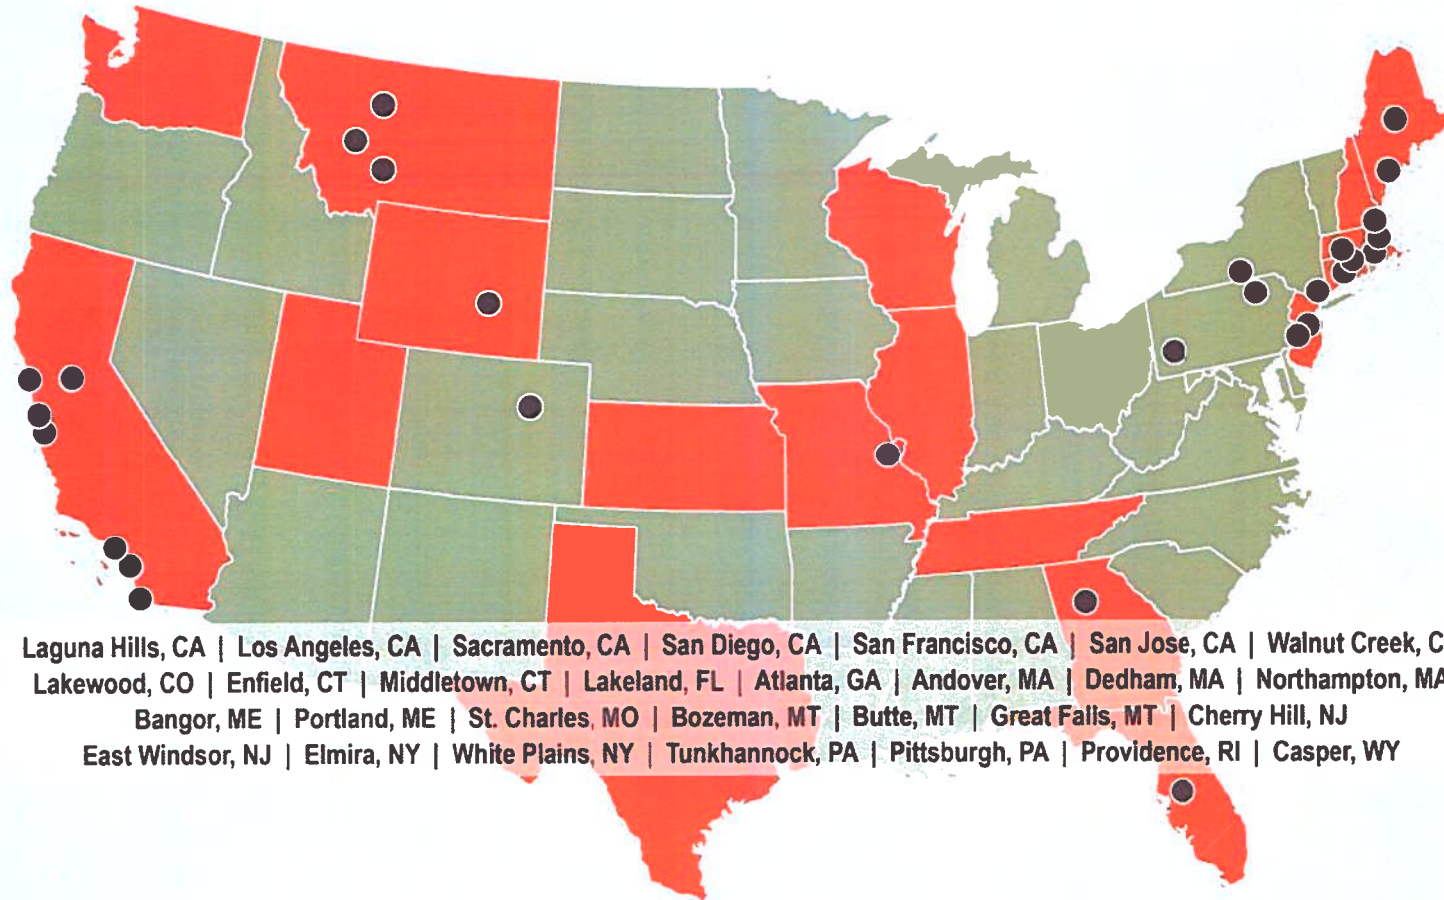 Laguna Hills, CA | Los Angeles, CA | Sacramento, CA | San Diego, CA | San Francisco, CA | San Jose, CA | Walnut Creek, C
Lakewood, CO | Enfield, CT | Middletown, CT | Lakeland, FL | Atlanta, GA | Andover, MA | Dedham, MA | Northampton, MA
Bangor, ME | Portland, ME | St. Charles, MO | Bozeman, MT | Butte, MT | Great Falls, MT | Cherry Hill, NJ
East Windsor, NJ | Elmira, NY | White Plains, NY | Tunkhannock, PA | Pittsburgh, PA | Providence, RI | Casper, WY